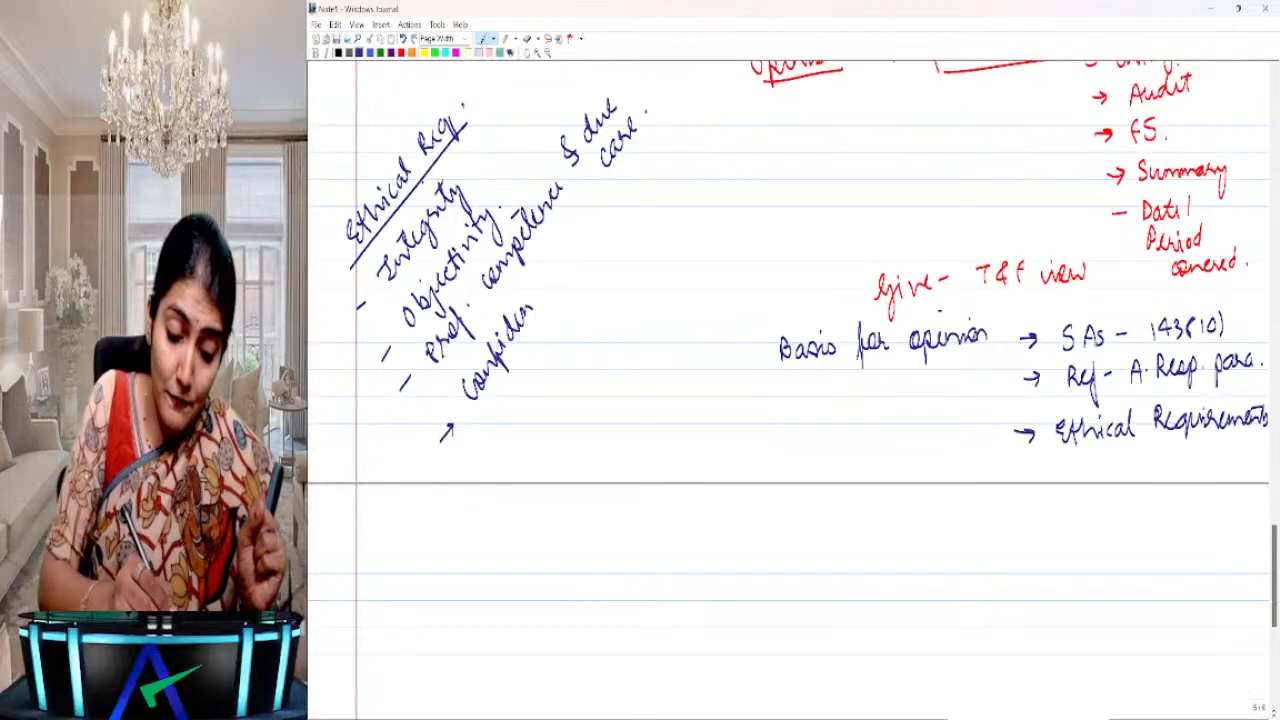 Note1 - Windows Journal
File Edit View Insert Actions Tools Help
Page Width
Ethical Req.
- Integrity
- Objectivity.
- Prof. competence & due care.
→ Confiden
→ Audit
→ FS.
→ Summary
- Date/
Period
covered.
Give - T & F view
Basis for opinion → SAs - 143(10)
→ Ref - A. Resp. para.
→ Ethical Requirements